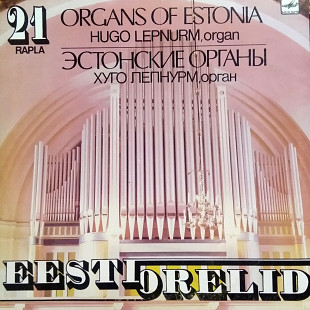 21
RAPLA
ORGANS OF ESTONIA
HUGO LEPNURM, organ
ЭСТОНСКИЕ ОРГАНЫ
ХУГО ЛЕПНУРМ, орган
EESTI ORELID